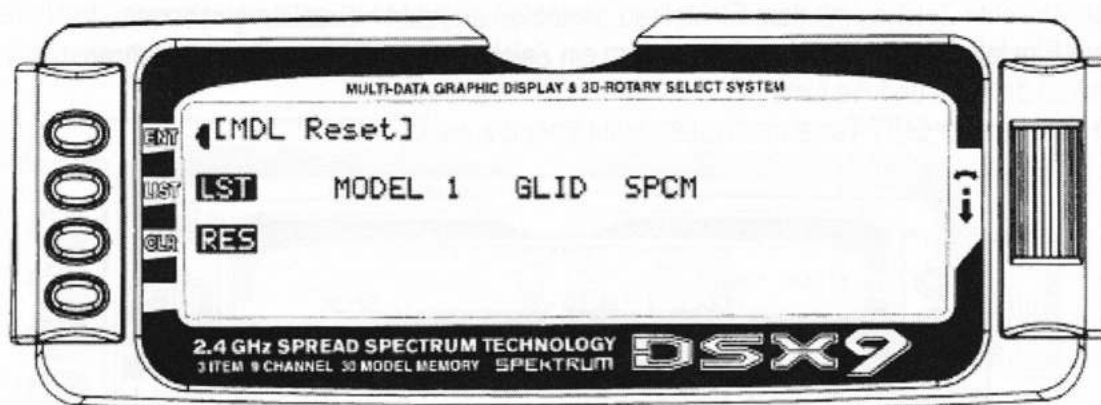 MULTI-DATA GRAPHIC DISPLAY & 3D-ROTARY SELECT SYSTEM
ENT
[MDL Reset]
LIST
LST MODEL 1 GLID SPCM
CLR
RES
2.4 GHz SPREAD SPECTRUM TECHNOLOGY
3 ITEM 9 CHANNEL 30 MODEL MEMORY SPEKTRUM
DSX9